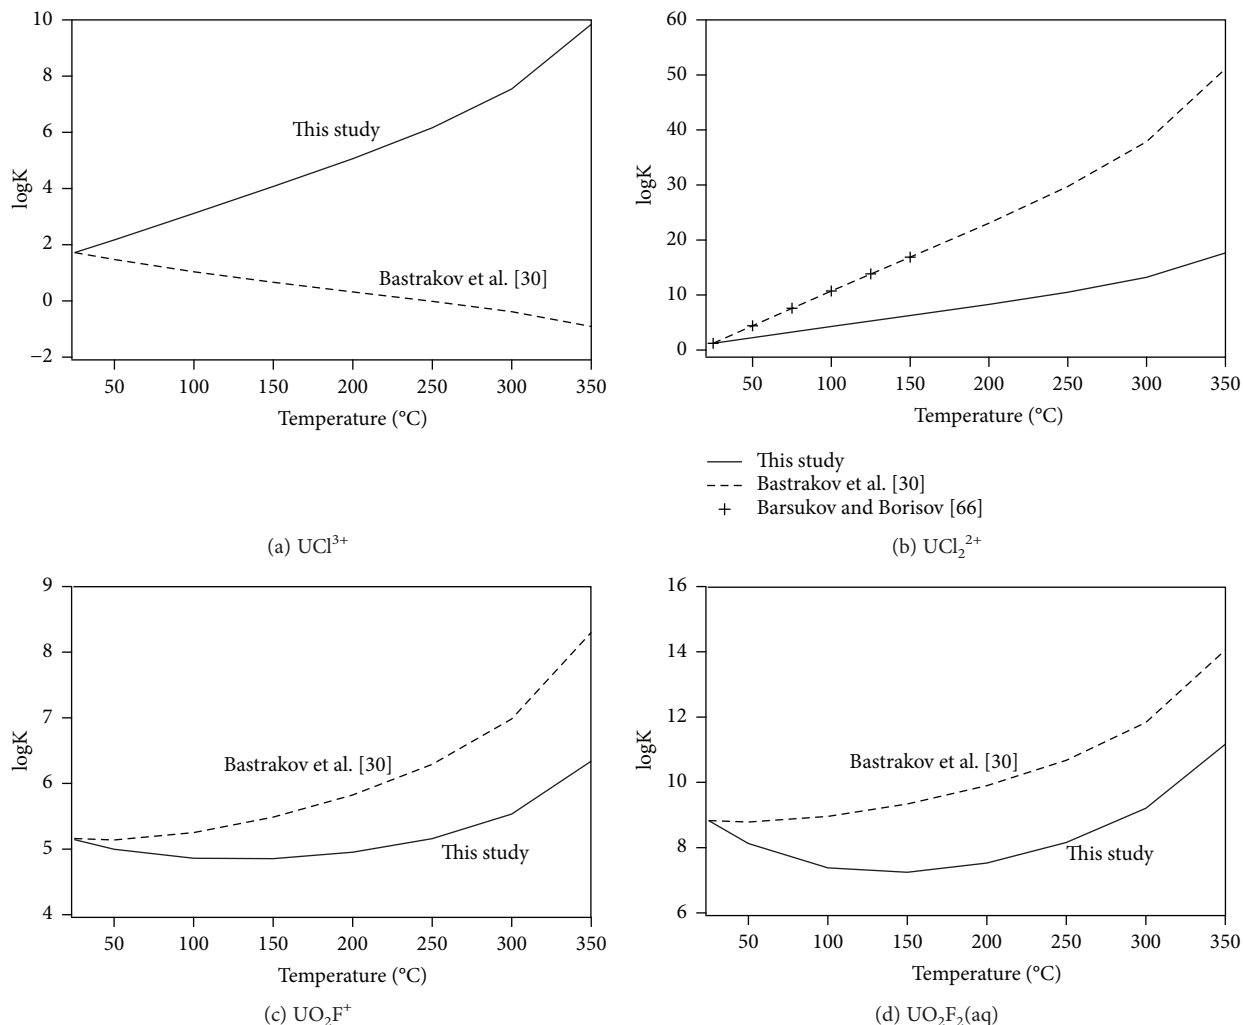 10
8
6
4
2
0
−2
logK
This study
Bastrakov et al. [30]
50 100 150 200 250 300 350
Temperature (°C)
(a) UCl³⁺
60
50
40
30
20
10
0
logK
50 100 150 200 250 300 350
Temperature (°C)
This study
Bastrakov et al. [30]
Barsukov and Borisov [66]
(b) UCl₂²⁺
9
8
7
6
5
4
logK
Bastrakov et al. [30]
This study
50 100 150 200 250 300 350
Temperature (°C)
(c) UO₂F⁺
16
14
12
10
8
6
logK
Bastrakov et al. [30]
This study
50 100 150 200 250 300 350
Temperature (°C)
(d) UO₂F₂(aq)